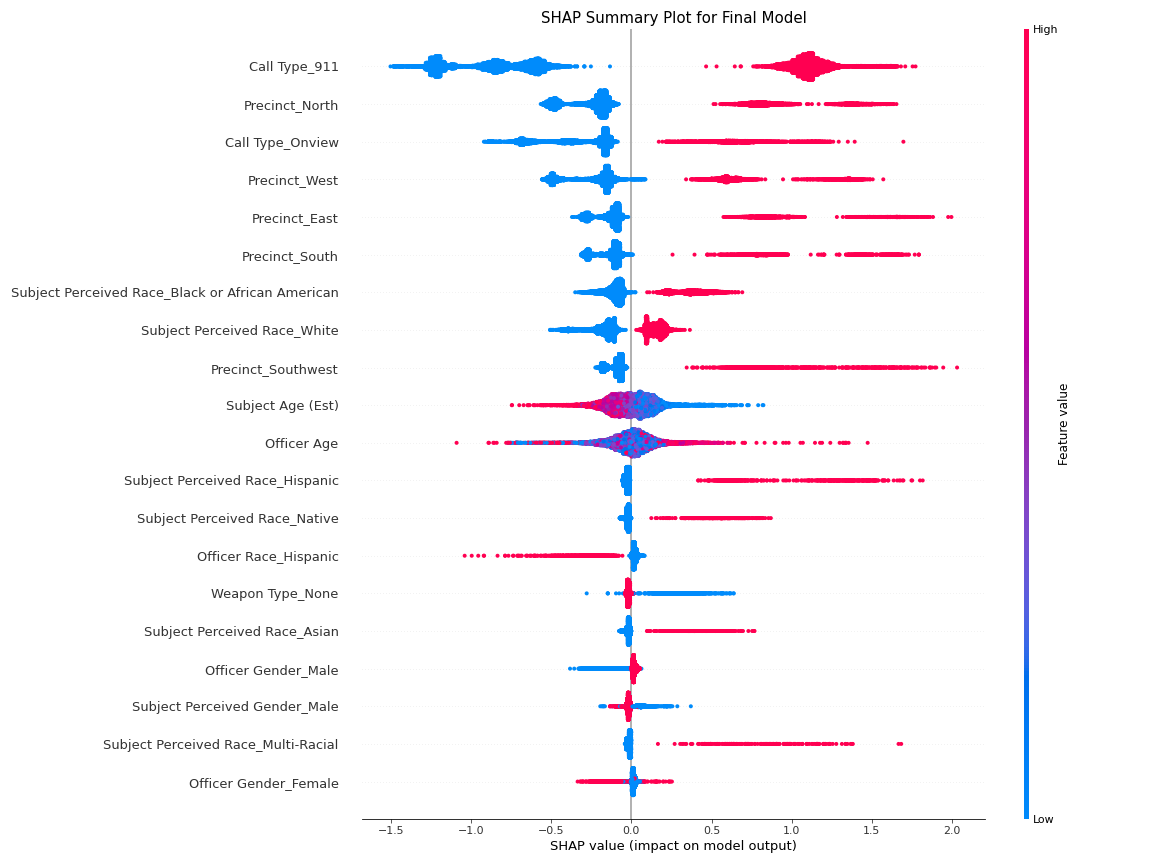 SHAP Summary Plot for Final Model
High
Call Type_911
Precinct_North
Call Type_Onview
Precinct_West
Precinct_East
Precinct_South
Subject Perceived Race_Black or African American
Subject Perceived Race_White
Precinct_Southwest
Subject Age (Est)
Officer Age
Subject Perceived Race_Hispanic
Subject Perceived Race_Native
Officer Race_Hispanic
Weapon Type_None
Subject Perceived Race_Asian
Officer Gender_Male
Subject Perceived Gender_Male
Subject Perceived Race_Multi-Racial
Officer Gender_Female
Feature value
Low
−1.5 −1.0 −0.5 0.0 0.5 1.0 1.5 2.0
SHAP value (impact on model output)